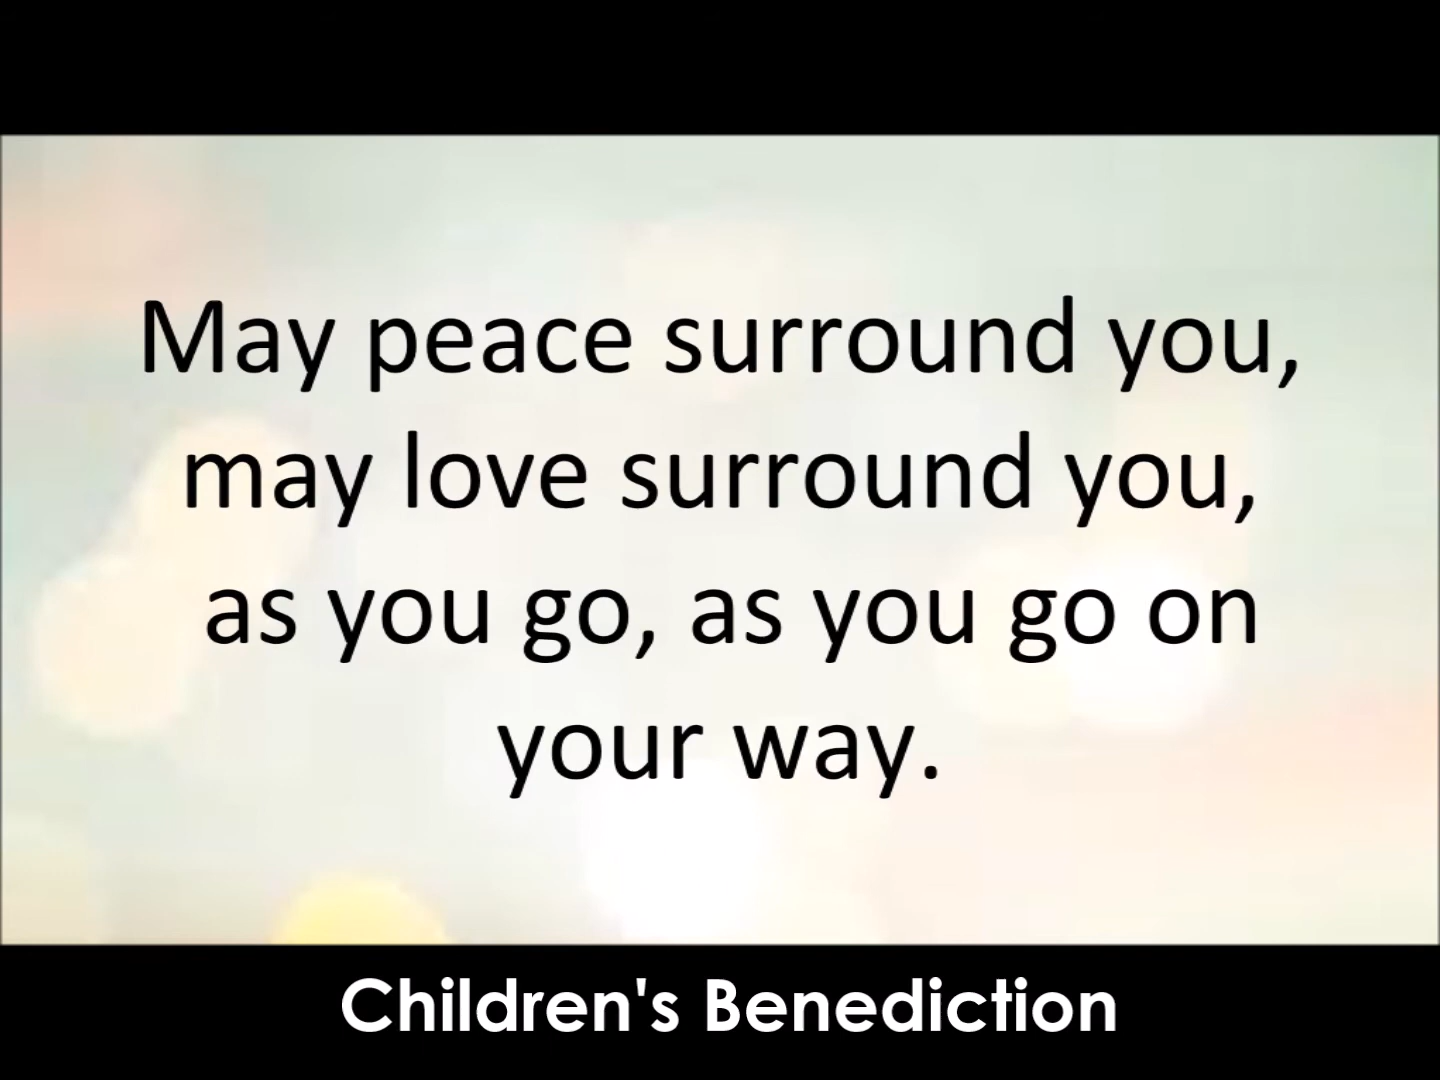 May peace surround you,
may love surround you,
as you go, as you go on
your way.
Children's Benediction